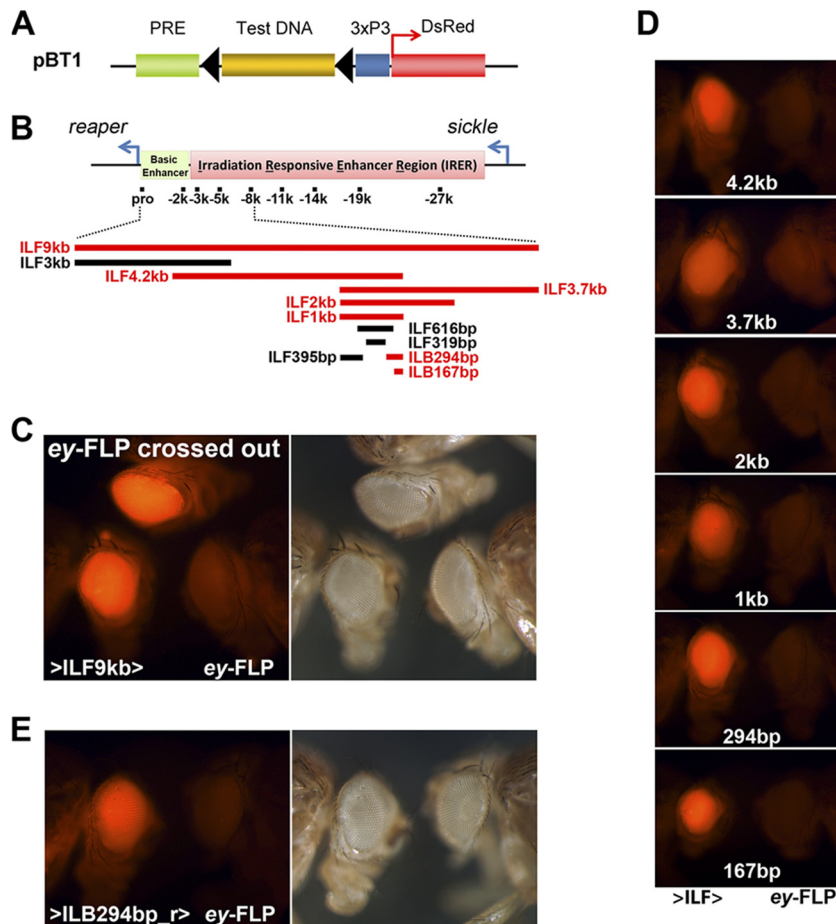 A
PRE Test DNA 3xP3 DsRed
pBT1
B
reaper sickle
Basic Enhancer
Irradiation Responsive Enhancer Region (IRER)
pro -2k -3k -5k -8k -11k -14k -19k -27k
ILF9kb
ILF3kb
ILF4.2kb
ILF3.7kb
ILF2kb
ILF1kb
ILF616bp
ILF319bp
ILF395bp ILB294bp
ILB167bp
C
ey-FLP crossed out
>ILF9kb> ey-FLP
E
>ILB294bp_r> ey-FLP
D
4.2kb
3.7kb
2kb
1kb
294bp
167bp
>ILF> ey-FLP